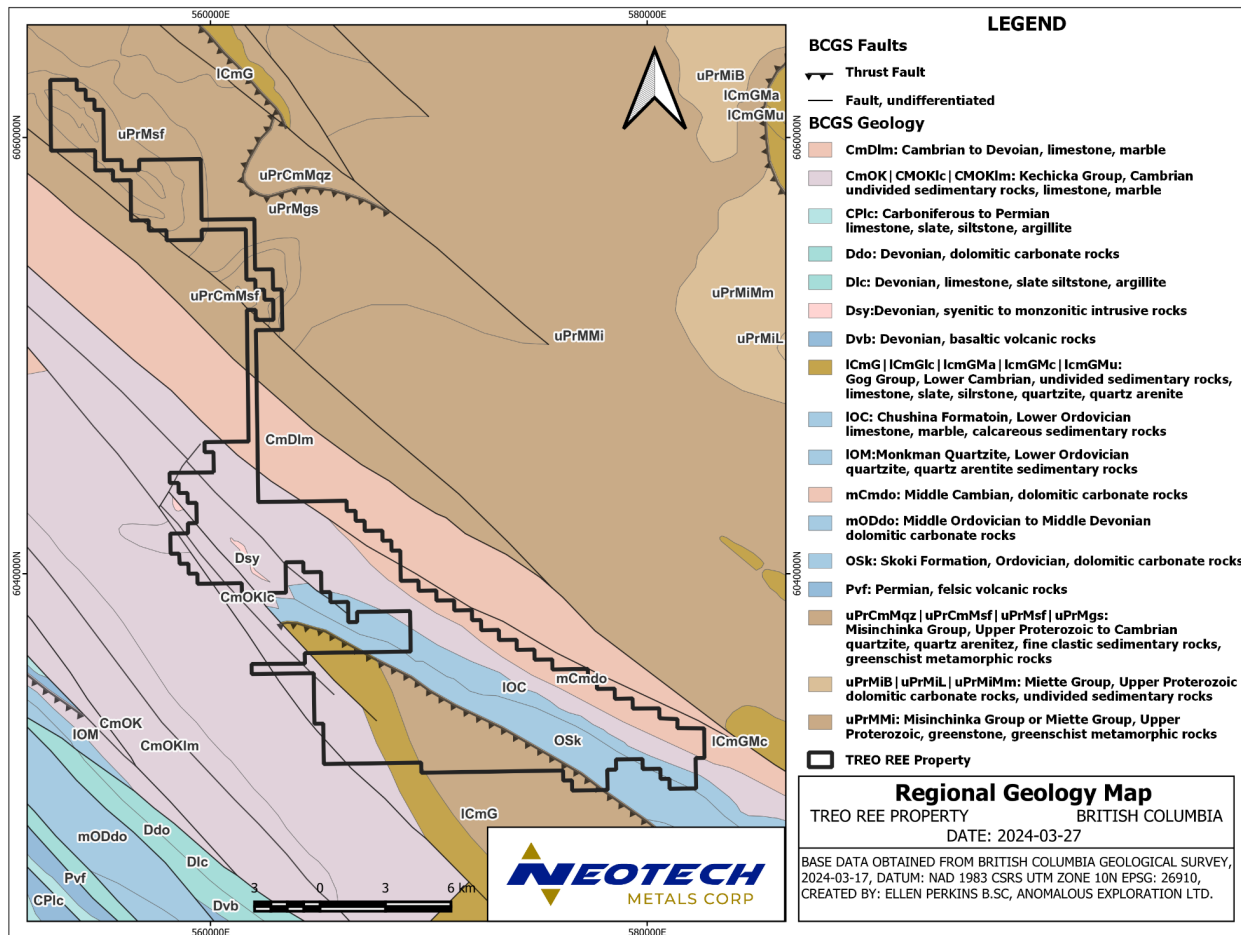 560000E
580000E
6060000N
6060000N
6040000N
6040000N
lCmG
uPrMiB
lCmGMa
lCmGMu
uPrMsf
uPrCmMqz
uPrMgs
uPrCmMsf
uPrMiMm
uPrMMi
uPrMiL
CmDlm
Dsy
CmOKlc
lOC
mCmdo
OSk
lCmGMc
CmOK
lOM
CmOKlm
lCmG
mODdo
Ddo
Dlc
Pvf
CPlc
Dvb
3 0 3 6 km
560000E
580000E
NEOTECH
METALS CORP
LEGEND
BCGS Faults
Thrust Fault
Fault, undifferentiated
BCGS Geology
CmDlm: Cambrian to Devoian, limestone, marble
CmOK|CMOKlc|CMOKlm: Kechicka Group, Cambrian
undivided sedimentary rocks, limestone, marble
CPlc: Carboniferous to Permian
limestone, slate, siltstone, argillite
Ddo: Devonian, dolomitic carbonate rocks
Dlc: Devonian, limestone, slate siltstone, argillite
Dsy:Devonian, syenitic to monzonitic intrusive rocks
Dvb: Devonian, basaltic volcanic rocks
lCmG|lCmGlc|lcmGMa|lcmGMc|lcmGMu:
Gog Group, Lower Cambrian, undivided sedimentary rocks,
limestone, slate, silrstone, quartzite, quartz arenite
lOC: Chushina Formatoin, Lower Ordovician
limestone, marble, calcareous sedimentary rocks
lOM:Monkman Quartzite, Lower Ordovician
quartzite, quartz arentite sedimentary rocks
mCmdo: Middle Cambian, dolomitic carbonate rocks
mODdo: Middle Ordovician to Middle Devonian
dolomitic carbonate rocks
OSk: Skoki Formation, Ordovician, dolomitic carbonate rocks
Pvf: Permian, felsic volcanic rocks
uPrCmMqz|uPrCmMsf|uPrMsf|uPrMgs:
Misinchinka Group, Upper Proterozoic to Cambrian
quartzite, quartz arenitez, fine clastic sedimentary rocks,
greenschist metamorphic rocks
uPrMiB|uPrMiL|uPrMiMm: Miette Group, Upper Proterozoic
dolomitic carbonate rocks, undivided sedimentary rocks
uPrMMi: Misinchinka Group or Miette Group, Upper
Proterozoic, greenstone, greenschist metamorphic rocks
TREO REE Property
Regional Geology Map
TREO REE PROPERTY BRITISH COLUMBIA
DATE: 2024-03-27
BASE DATA OBTAINED FROM BRITISH COLUMBIA GEOLOGICAL SURVEY,
2024-03-17, DATUM: NAD 1983 CSRS UTM ZONE 10N EPSG: 26910,
CREATED BY: ELLEN PERKINS B.SC, ANOMALOUS EXPLORATION LTD.